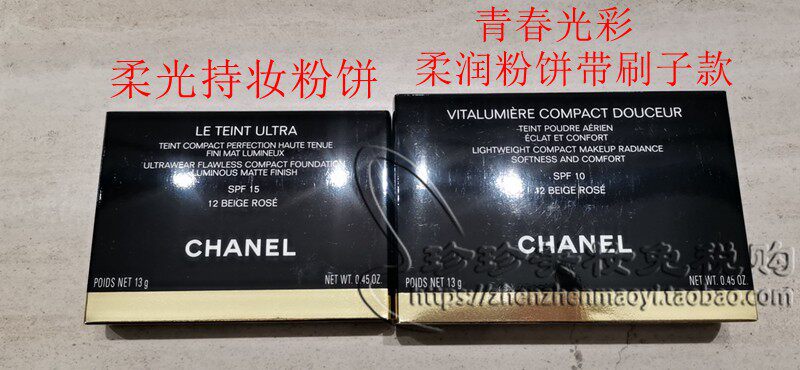 柔光持妆粉饼
青春光彩
柔润粉饼带刷子款
LE TEINT ULTRA
TEINT COMPACT PERFECTION HAUTE TENUE
FINI MAT LUMINEUX
ULTRAWEAR FLAWLESS COMPACT FOUNDATION
LUMINOUS MATTE FINISH
SPF 15
12 BEIGE ROSÉ
CHANEL
POIDS NET 13 g
NET WT. 0.45 OZ.
VITALUMIÈRE COMPACT DOUCEUR
TEINT POUDRE AÉRIEN
ÉCLAT ET CONFORT
LIGHTWEIGHT COMPACT MAKEUP RADIANCE
SOFTNESS AND COMFORT
SPF 10
12 BEIGE ROSÉ
CHANEL
POIDS NET 13 g
NET WT. 0.45 OZ.
https://zhenzhenmaoyi.taobao.com